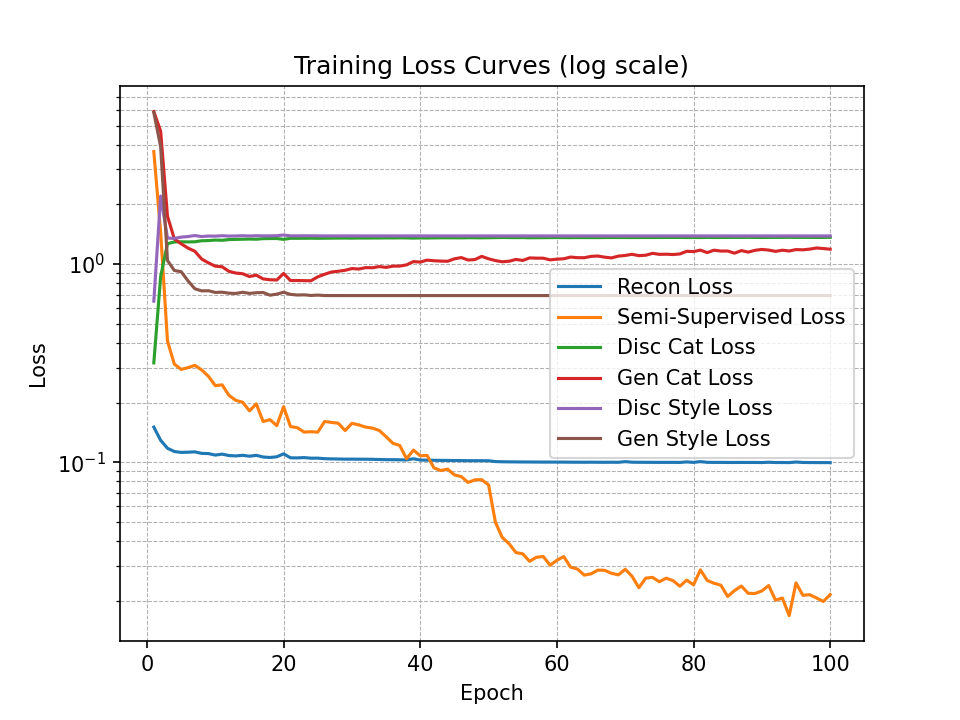 Training Loss Curves (log scale)
Loss
10⁰
10⁻¹
Recon Loss
Semi-Supervised Loss
Disc Cat Loss
Gen Cat Loss
Disc Style Loss
Gen Style Loss
0 20 40 60 80 100
Epoch